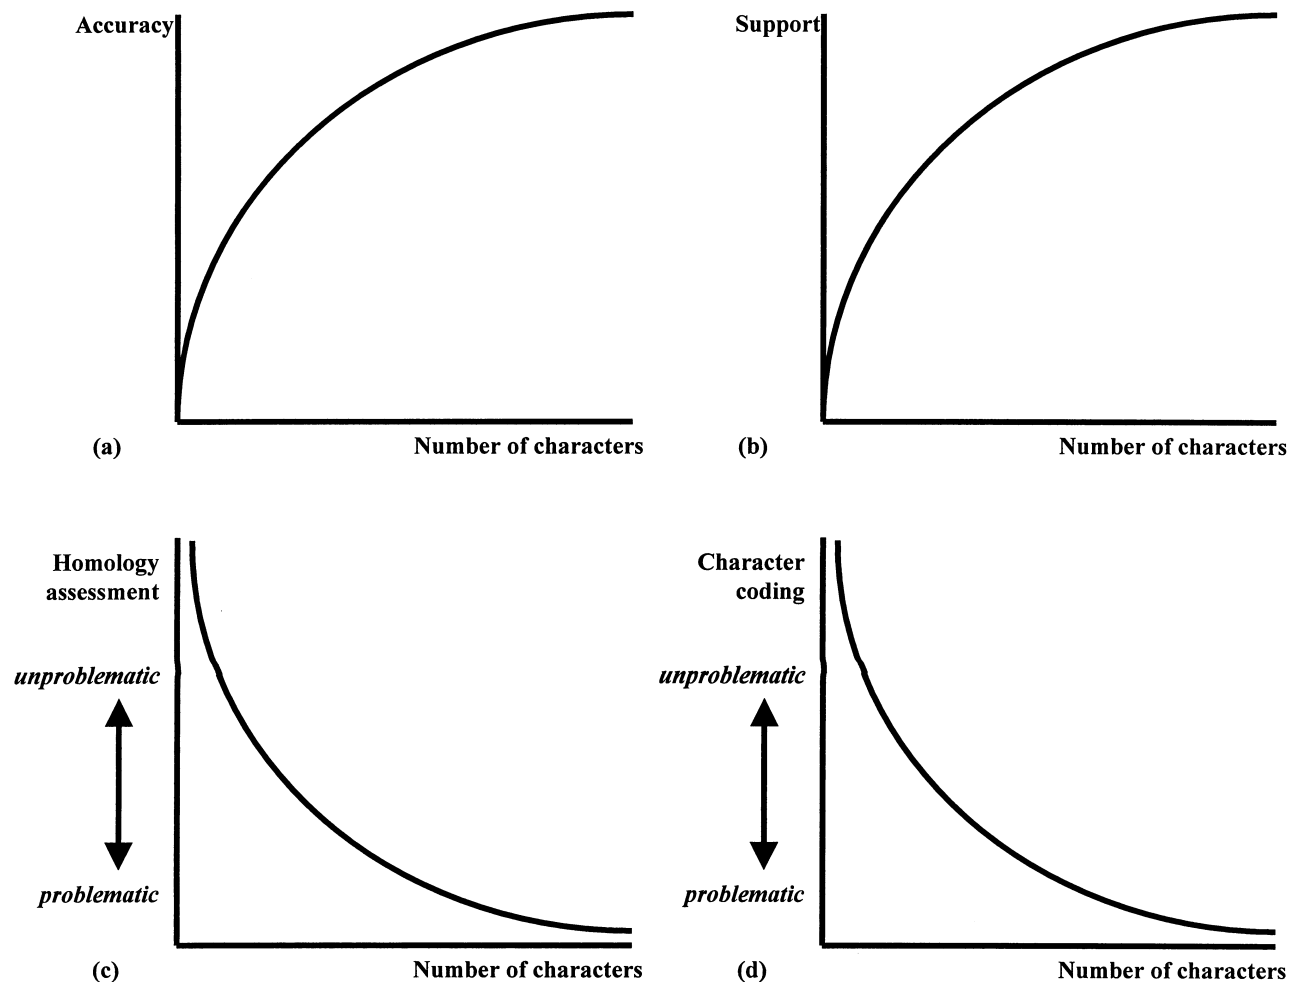 Accuracy
(a)
Number of characters
Support
(b)
Number of characters
Homology
assessment
unproblematic
problematic
(c)
Number of characters
Character
coding
unproblematic
problematic
(d)
Number of characters